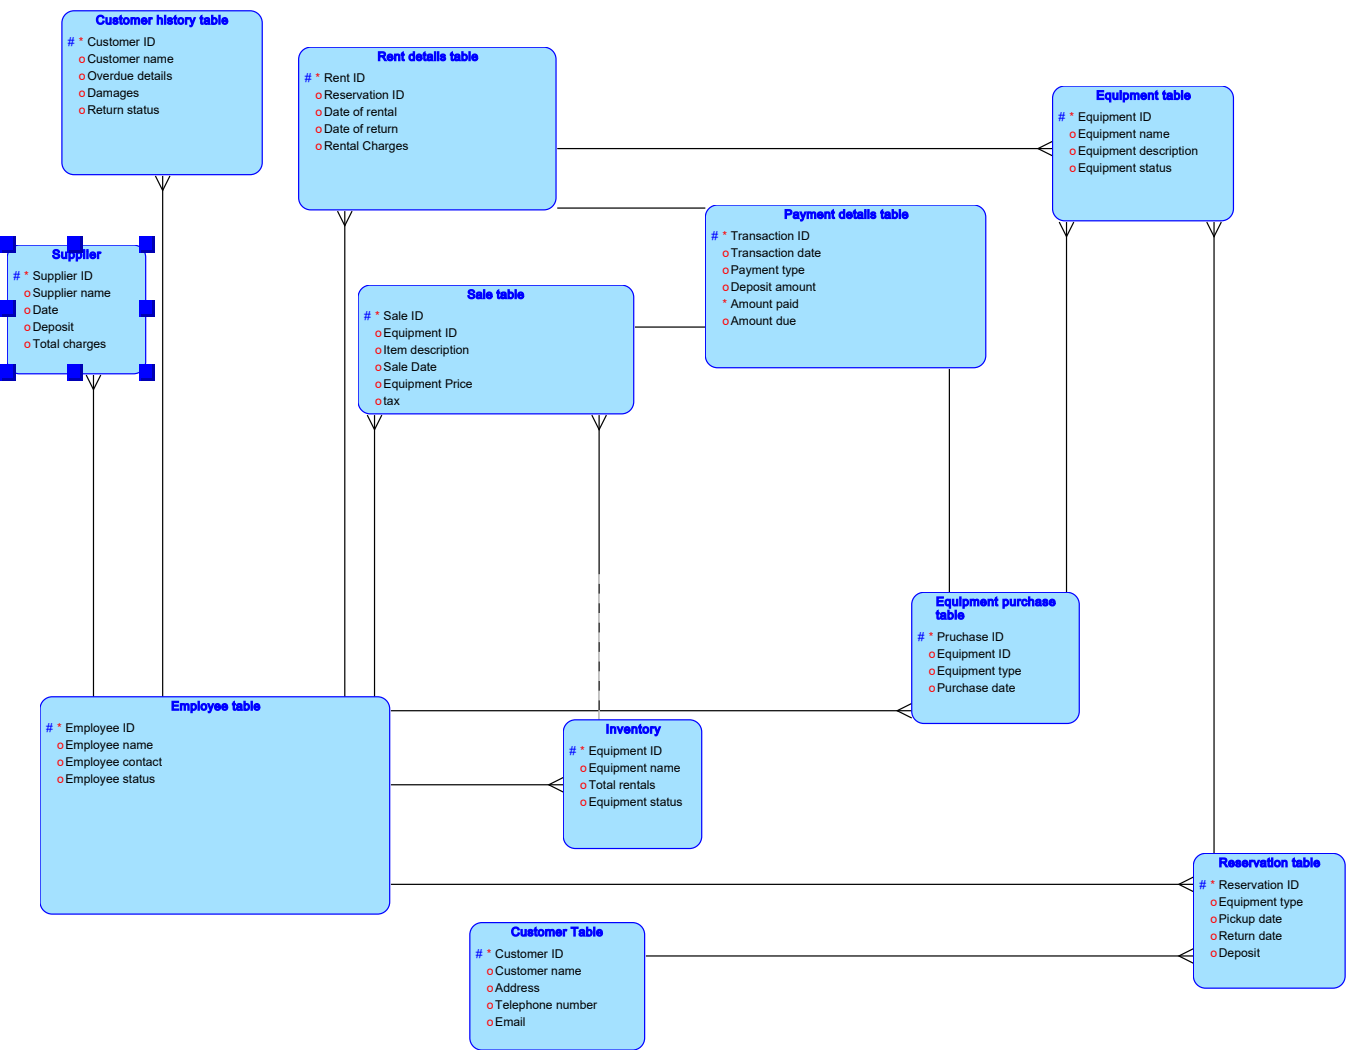 Customer history table
# * Customer ID
o Customer name
o Overdue details
o Damages
o Return status
Rent details table
# * Rent ID
o Reservation ID
o Date of rental
o Date of return
o Rental Charges
Equipment table
# * Equipment ID
o Equipment name
o Equipment description
o Equipment status
Payment details table
# * Transaction ID
o Transaction date
o Payment type
o Deposit amount
* Amount paid
o Amount due
Supplier
# * Supplier ID
o Supplier name
o Date
o Deposit
o Total charges
Sale table
# * Sale ID
o Equipment ID
o Item description
o Sale Date
o Equipment Price
o tax
Equipment purchase
table
# * Pruchase ID
o Equipment ID
o Equipment type
o Purchase date
Employee table
# * Employee ID
o Employee name
o Employee contact
o Employee status
Inventory
# * Equipment ID
o Equipment name
o Total rentals
o Equipment status
Reservation table
# * Reservation ID
o Equipment type
o Pickup date
o Return date
o Deposit
Customer Table
# * Customer ID
o Customer name
o Address
o Telephone number
o Email